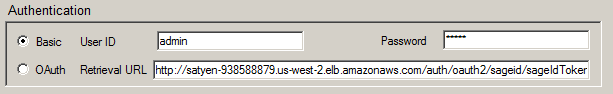 Authentication
Basic User ID admin Password *****
OAuth Retrieval URL http://satyen-938588879.us-west-2.elb.amazonaws.com/auth/oauth2/sageid/sageIdToker